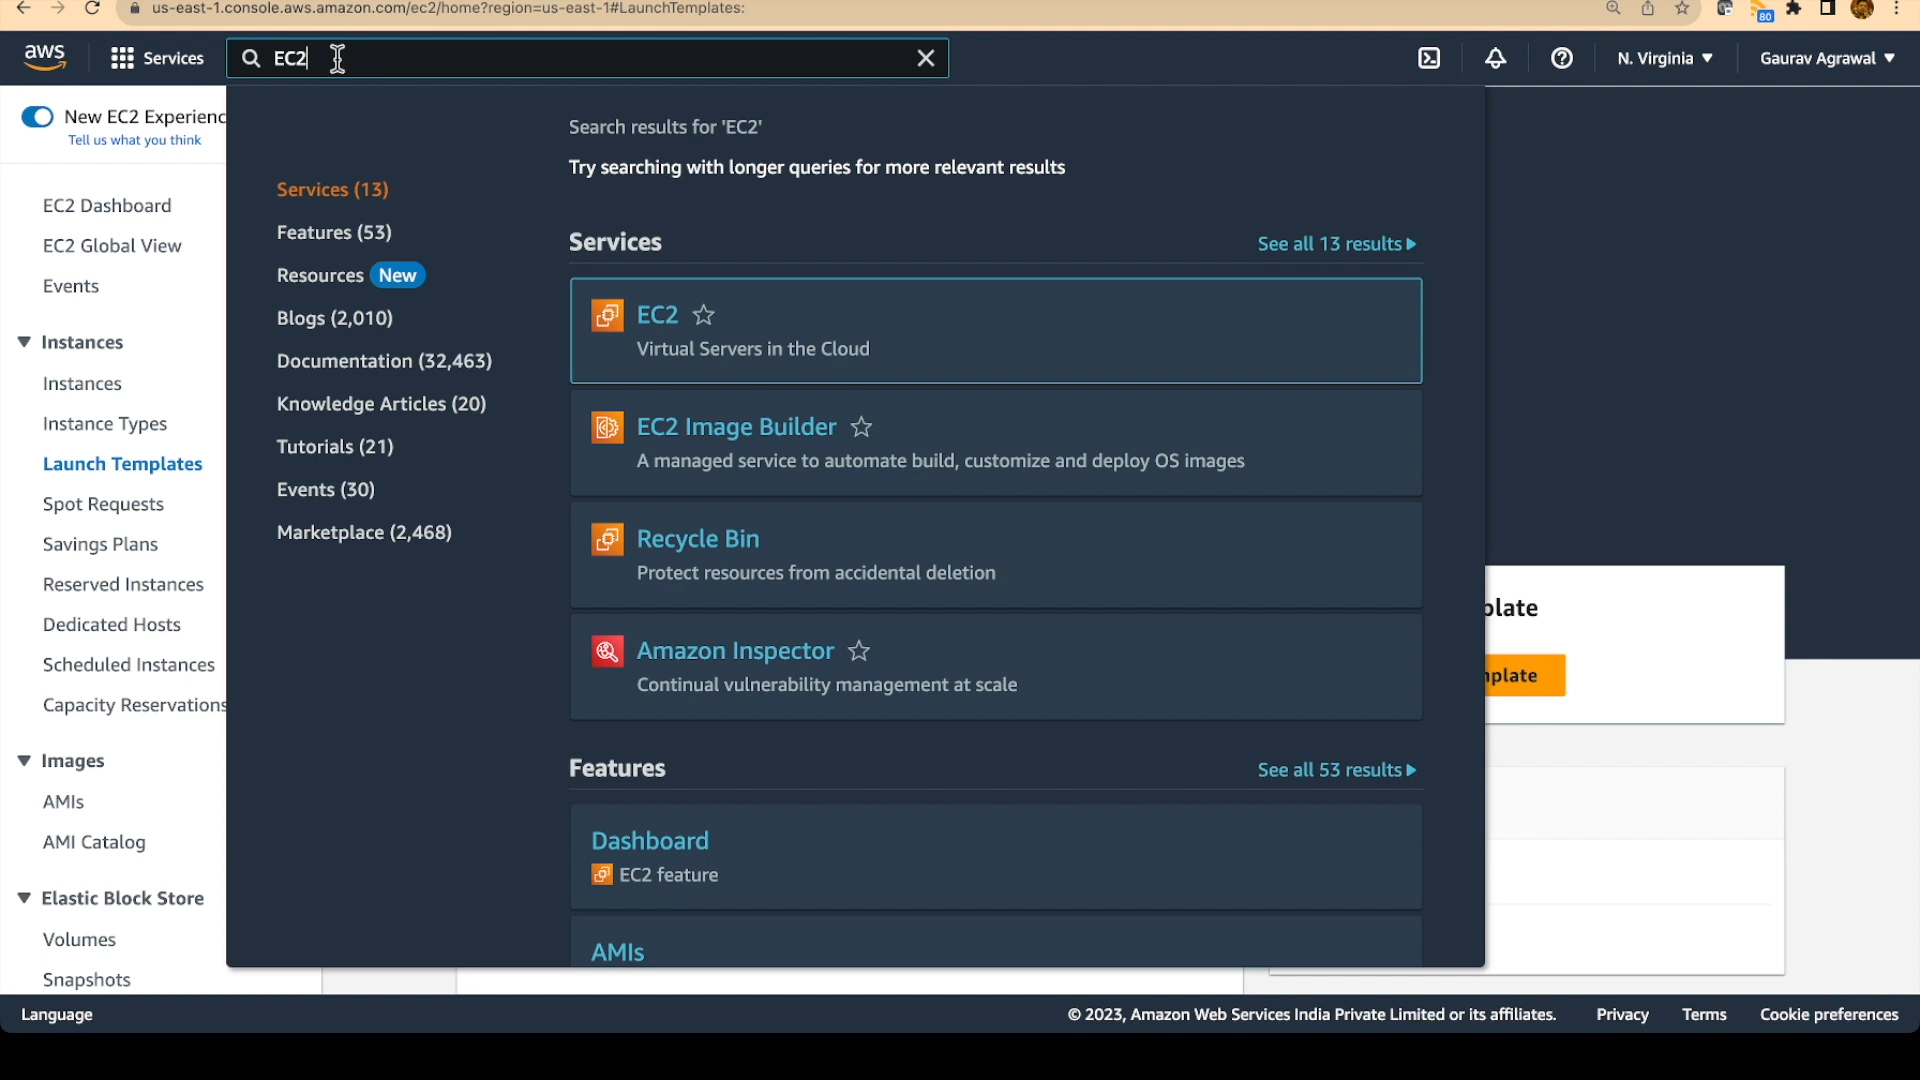 us-east-1.console.aws.amazon.com/ec2/home?region=us-east-1#LaunchTemplates:
80
aws
Services
EC2
N. Virginia
Gaurav Agrawal
New EC2 Experienc
Tell us what you think
EC2 Dashboard
EC2 Global View
Events
Instances
Instances
Instance Types
Launch Templates
Spot Requests
Savings Plans
Reserved Instances
Dedicated Hosts
Scheduled Instances
Capacity Reservations
Images
AMIs
AMI Catalog
Elastic Block Store
Volumes
Snapshots
Services (13)
Features (53)
Resources New
Blogs (2,010)
Documentation (32,463)
Knowledge Articles (20)
Tutorials (21)
Events (30)
Marketplace (2,468)
Search results for 'EC2'
Try searching with longer queries for more relevant results
Services
See all 13 results
EC2
Virtual Servers in the Cloud
EC2 Image Builder
A managed service to automate build, customize and deploy OS images
Recycle Bin
Protect resources from accidental deletion
Amazon Inspector
Continual vulnerability management at scale
Features
See all 53 results
Dashboard
EC2 feature
AMIs
plate
nplate
Language
© 2023, Amazon Web Services India Private Limited or its affiliates.
Privacy
Terms
Cookie preferences